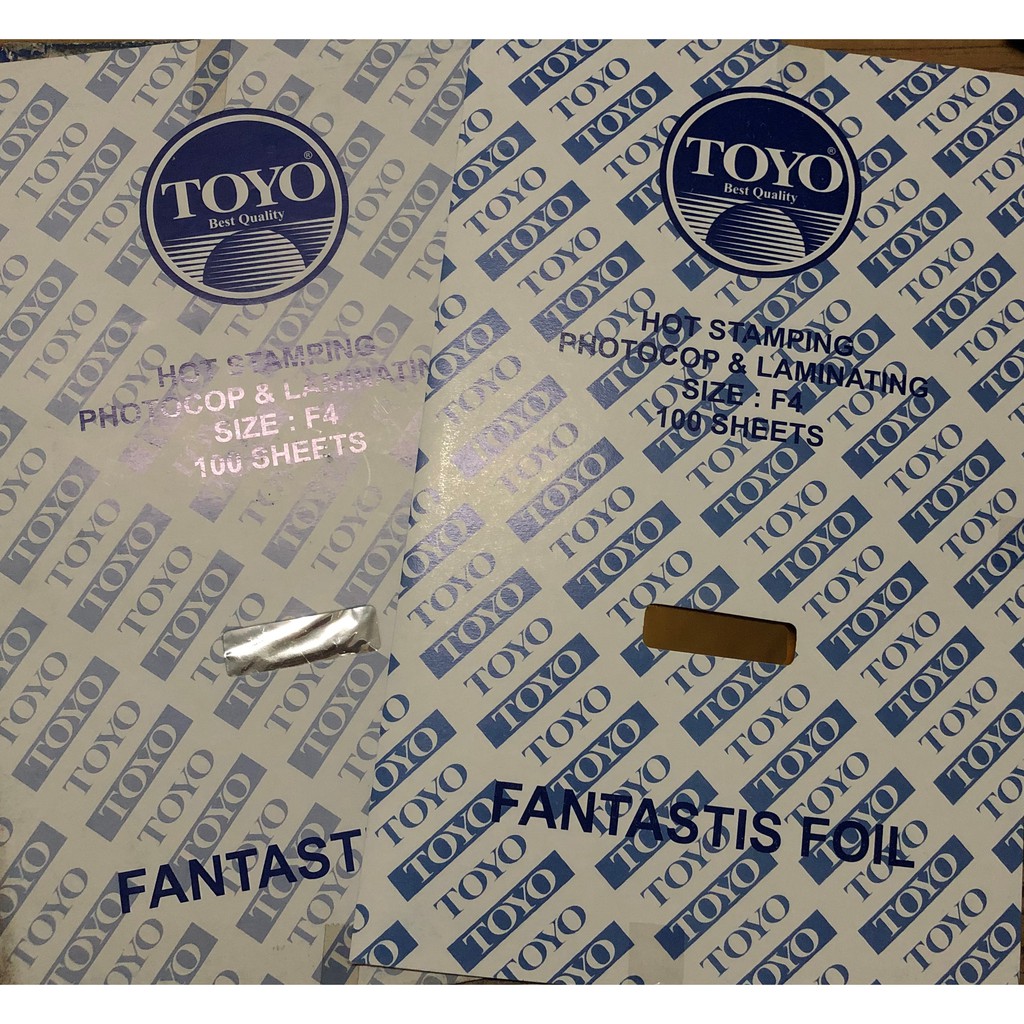 TOYO®
Best Quality
HOT STAMPING
PHOTOCOP & LAMINATIN
SIZE : F4
100 SHEETS
FANTAST
TOYO®
Best Quality
HOT STAMPING
PHOTOCOP & LAMINATING
SIZE : F4
100 SHEETS
FANTASTIS FOIL